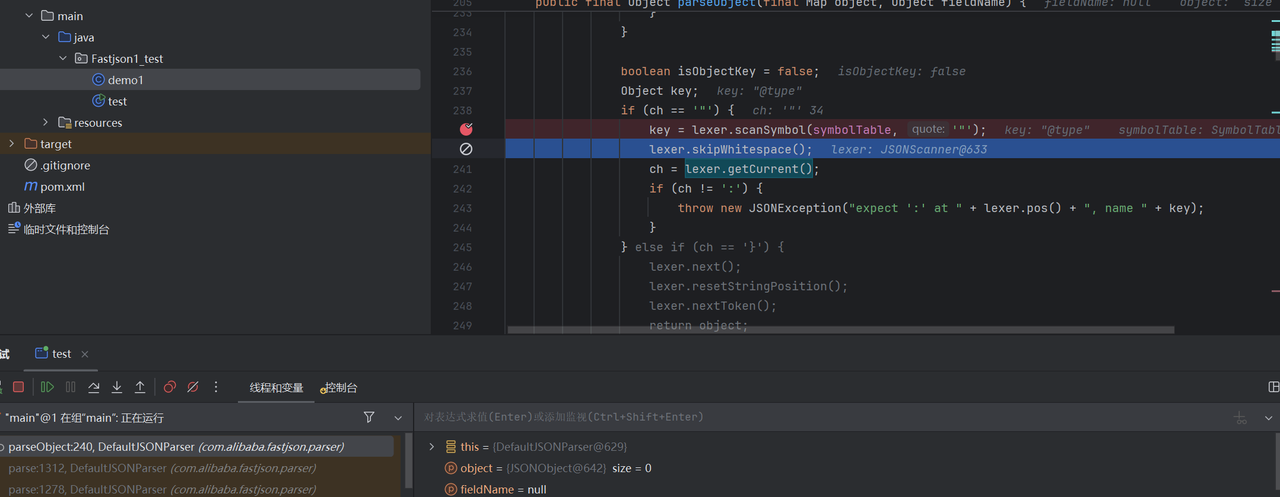 main
java
Fastjson1_test
demo1
test
resources
target
.gitignore
pom.xml
外部库
临时文件和控制台
205 public final Object parseObject(final Map object, Object fieldName) { fieldName: null object: size
233 }
234 }
235
236 boolean isObjectKey = false; isObjectKey: false
237 Object key; key: "@type"
238 if (ch == '"') { ch: '"' 34
key = lexer.scanSymbol(symbolTable, quote: '"'); key: "@type" symbolTable: SymbolTabl
lexer.skipWhitespace(); lexer: JSONScanner@633
241 ch = lexer.getCurrent();
242 if (ch != ':') {
243 throw new JSONException("expect ':' at " + lexer.pos() + ", name " + key);
244 }
245 } else if (ch == '}') {
246 lexer.next();
247 lexer.resetStringPosition();
248 lexer.nextToken();
249 return object;
试
test
线程和变量
控制台
"main"@1 在组"main": 正在运行
对表达式求值(Enter)或添加监视(Ctrl+Shift+Enter)
parseObject:240, DefaultJSONParser (com.alibaba.fastjson.parser)
parse:1312, DefaultJSONParser (com.alibaba.fastjson.parser)
parse:1278, DefaultJSONParser (com.alibaba.fastjson.parser)
this = {DefaultJSONParser@629}
object = {JSONObject@642} size = 0
fieldName = null